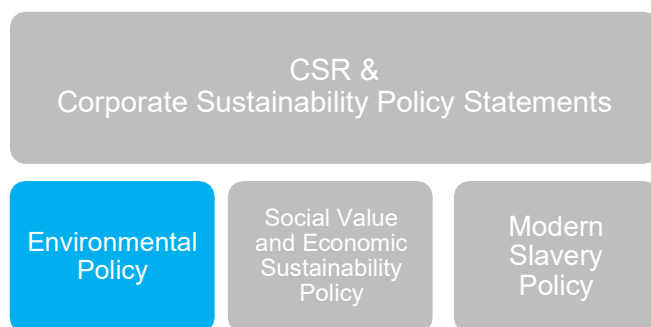 CSR &
Corporate Sustainability Policy Statements
Environmental
Policy
Social Value
and Economic
Sustainability
Policy
Modern
Slavery
Policy